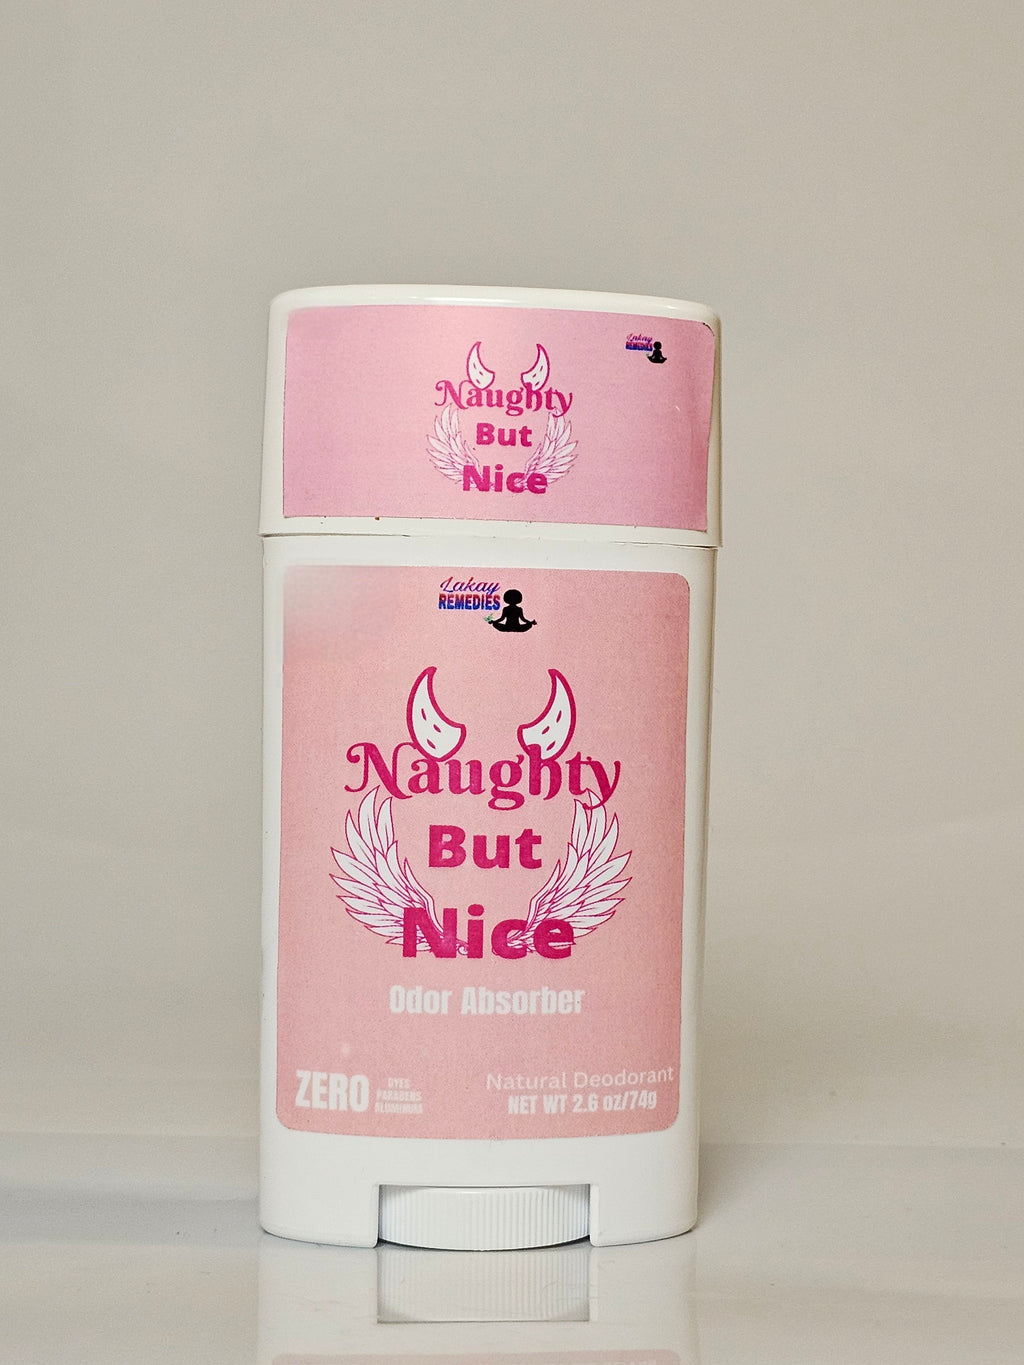 Lakay
REMEDIES
Naughty
But
Nice
Lakay
REMEDIES
Naughty
But
Nice
Odor Absorber
ZERO
DYES
PARABENS
ALUMINUM
Natural Deodorant
NET WT 2.6 oz/74g